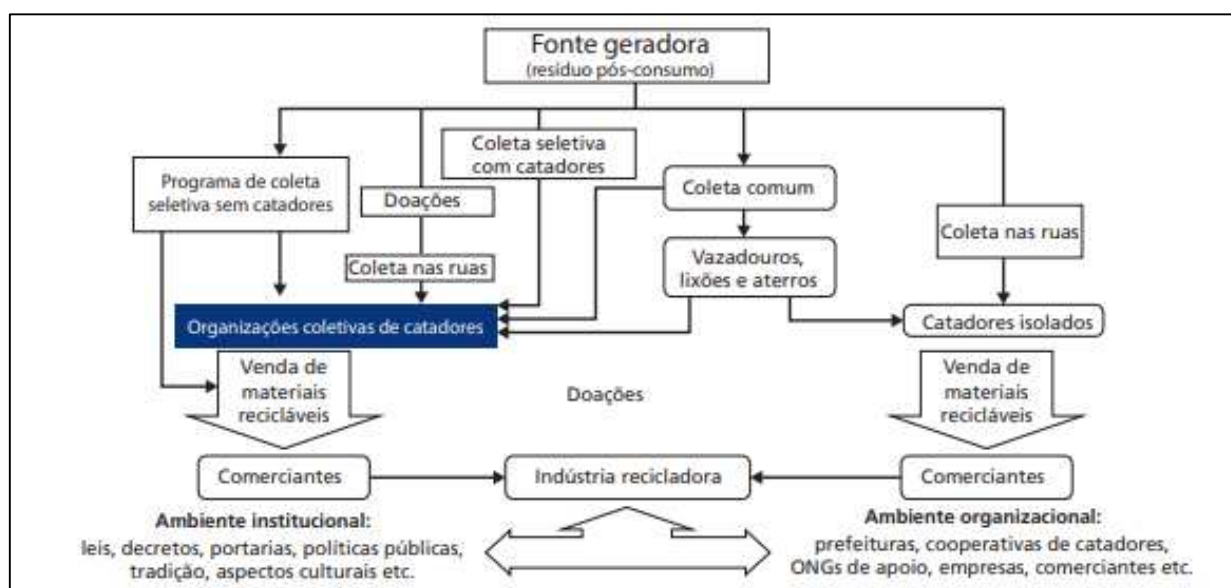 Fonte geradora
(resíduo pós-consumo)
Coleta seletiva
com catadores
Programa de coleta
seletiva sem catadores
Doações
Coleta comum
Coleta nas ruas
Coleta nas ruas
Vazadouros,
lixões e aterros
Organizações coletivas de catadores
Catadores isolados
Venda de
materiais
recicláveis
Doações
Venda de
materiais
recicláveis
Comerciantes
Indústria recicladora
Comerciantes
Ambiente institucional:
leis, decretos, portarias, políticas públicas,
tradição, aspectos culturais etc.
Ambiente organizacional:
prefeituras, cooperativas de catadores,
ONGs de apoio, empresas, comerciantes etc.